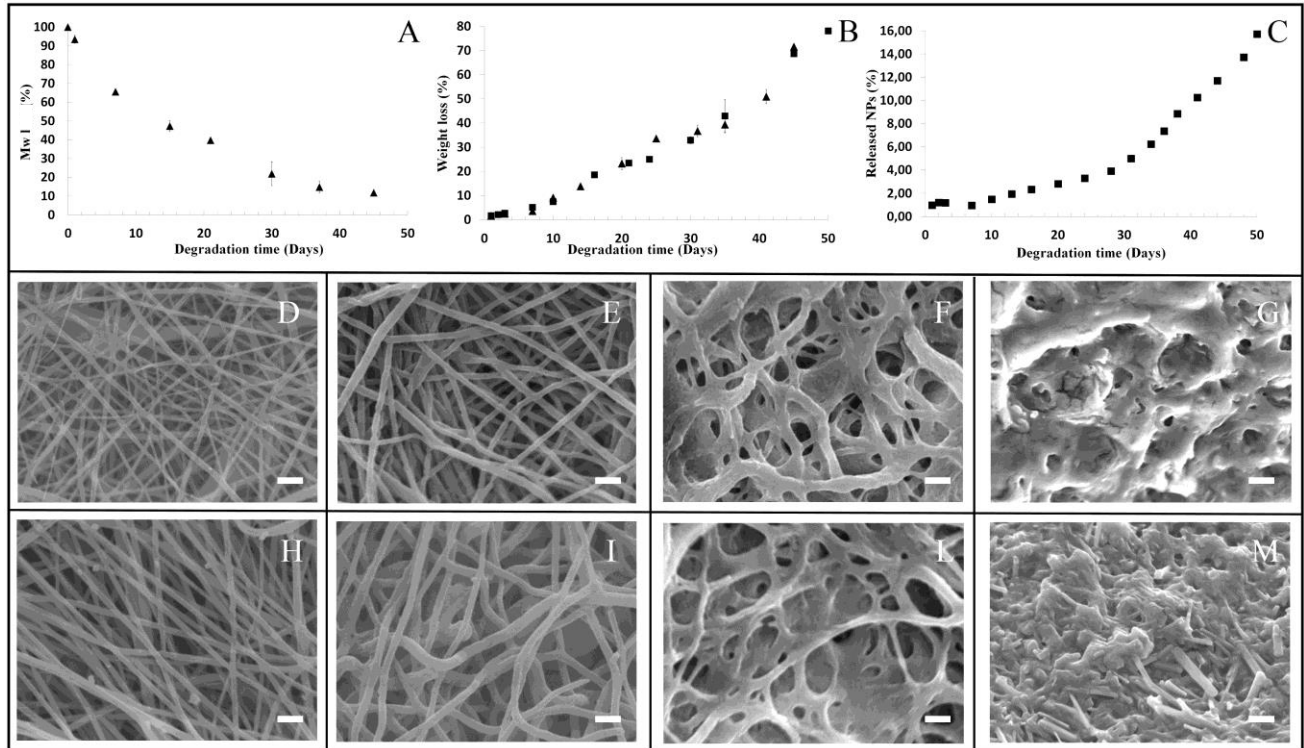 A
100
90
80
70
60
50
40
30
20
10
0
Mw l [%)
0 10 20 30 40 50
Degradation time (Days)
B
80
70
60
50
40
30
20
10
0
Weight loss (%)
0 10 20 30 40 50
Degradation time (Days)
C
16,00
14,00
12,00
10,00
8,00
6,00
4,00
2,00
0,00
Released NPs (%)
0 10 20 30 40 50
Degradation time (Days)
D
E
F
G
H
I
L
M